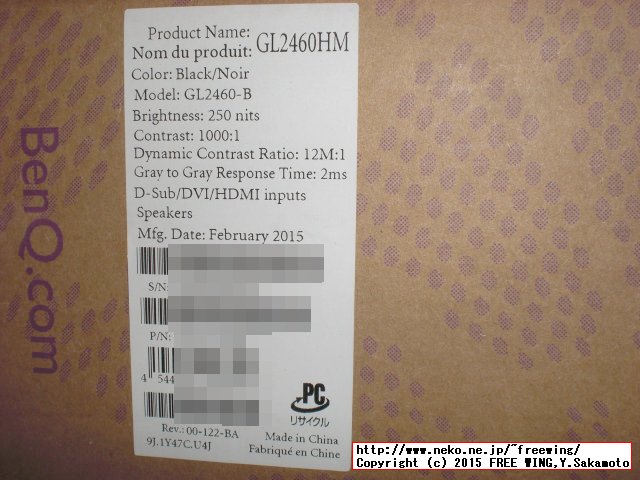 Product Name:
Nom du produit: GL2460HM
Color: Black/Noir
Model: GL2460-B
Brightness: 250 nits
Contrast: 1000:1
Dynamic Contrast Ratio: 12M:1
Gray to Gray Response Time: 2ms
D-Sub/DVI/HDMI inputs
Speakers
Mfg. Date: February 2015
S/N:
P/N:
4 544
Rev.: 00-122-BA
9J.1Y47C.U4J
PC
リサイクル
Made in China
Fabriqué en Chine
BenQ.com
http://www.neko.ne.jp/~freewing/
Copyright (c) 2015 FREE WING,Y.Sakamoto